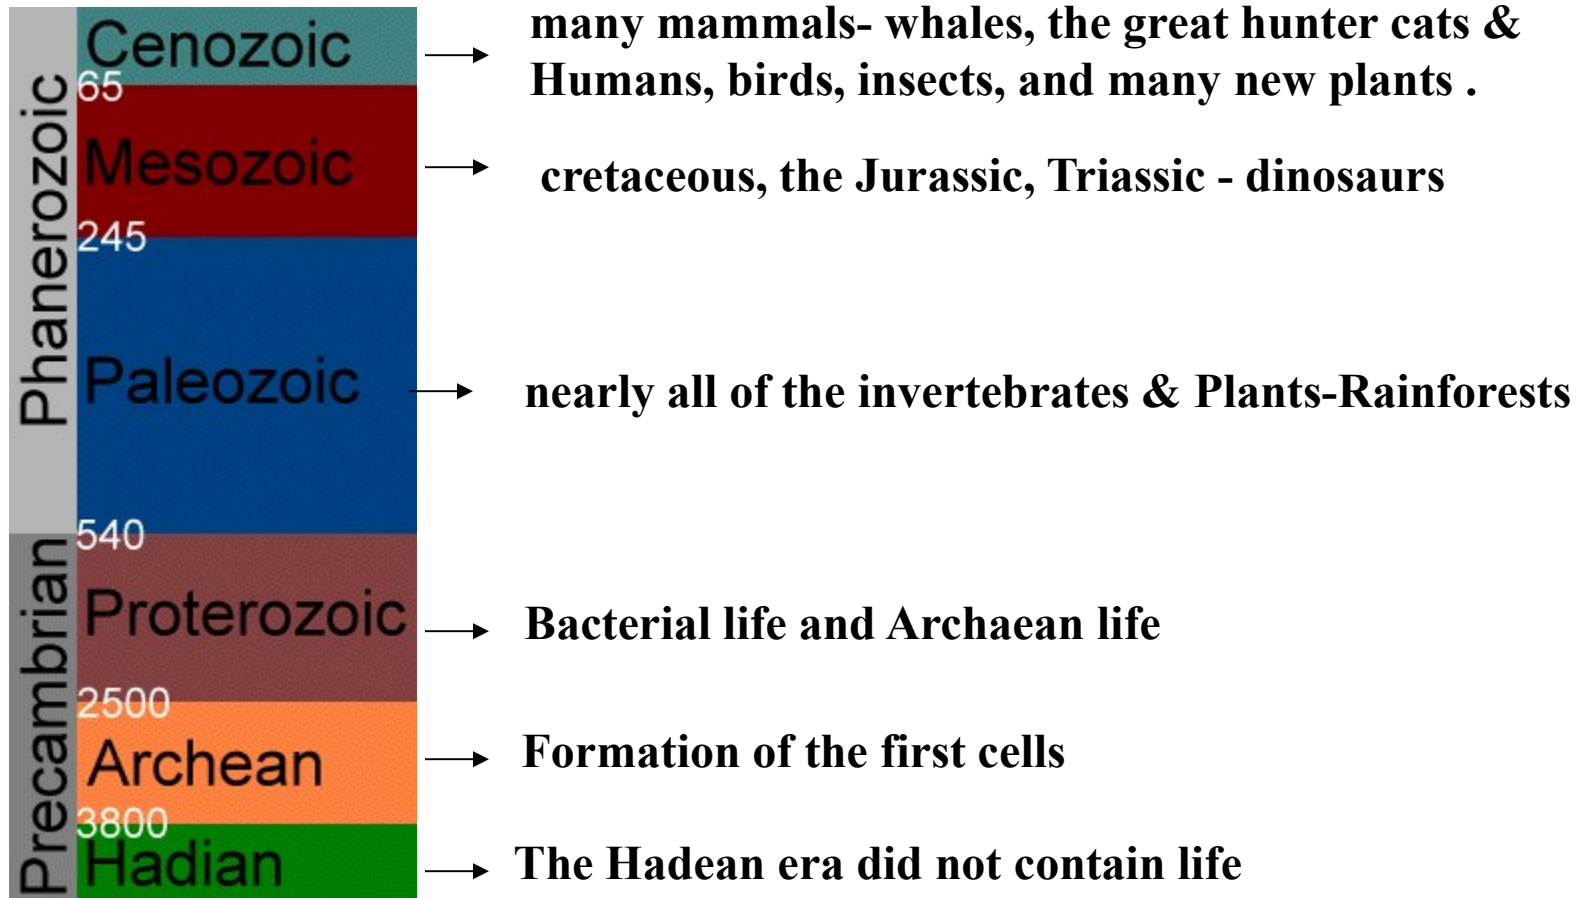 Phanerozoic
Precambrian
Cenozoic
many mammals- whales, the great hunter cats &
Humans, birds, insects, and many new plants .
65
Mesozoic
cretaceous, the Jurassic, Triassic - dinosaurs
245
Paleozoic
nearly all of the invertebrates & Plants-Rainforests
540
Proterozoic
Bacterial life and Archaean life
2500
Archean
Formation of the first cells
3800
Hadian
The Hadean era did not contain life